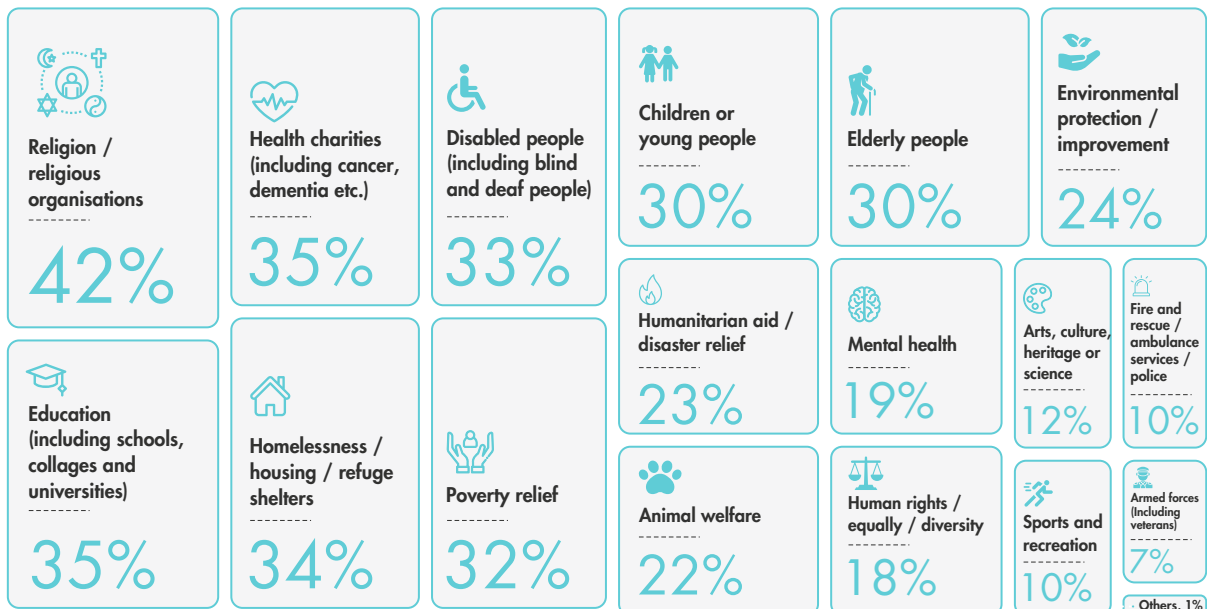 Religion /
religious
organisations
42%
Health charities
(including cancer,
dementia etc.)
35%
Disabled people
(including blind
and deaf people)
33%
Children or
young people
30%
Elderly people
30%
Environmental
protection /
improvement
24%
Education
(including schools,
collages and
universities)
35%
Homelessness /
housing / refuge
shelters
34%
Poverty relief
32%
Humanitarian aid /
disaster relief
23%
Mental health
19%
Arts, culture,
heritage or
science
12%
Fire and
rescue /
ambulance
services /
police
10%
Animal welfare
22%
Human rights /
equally / diversity
18%
Sports and
recreation
10%
Armed forces
(Including
veterans)
7%
Others, 1%